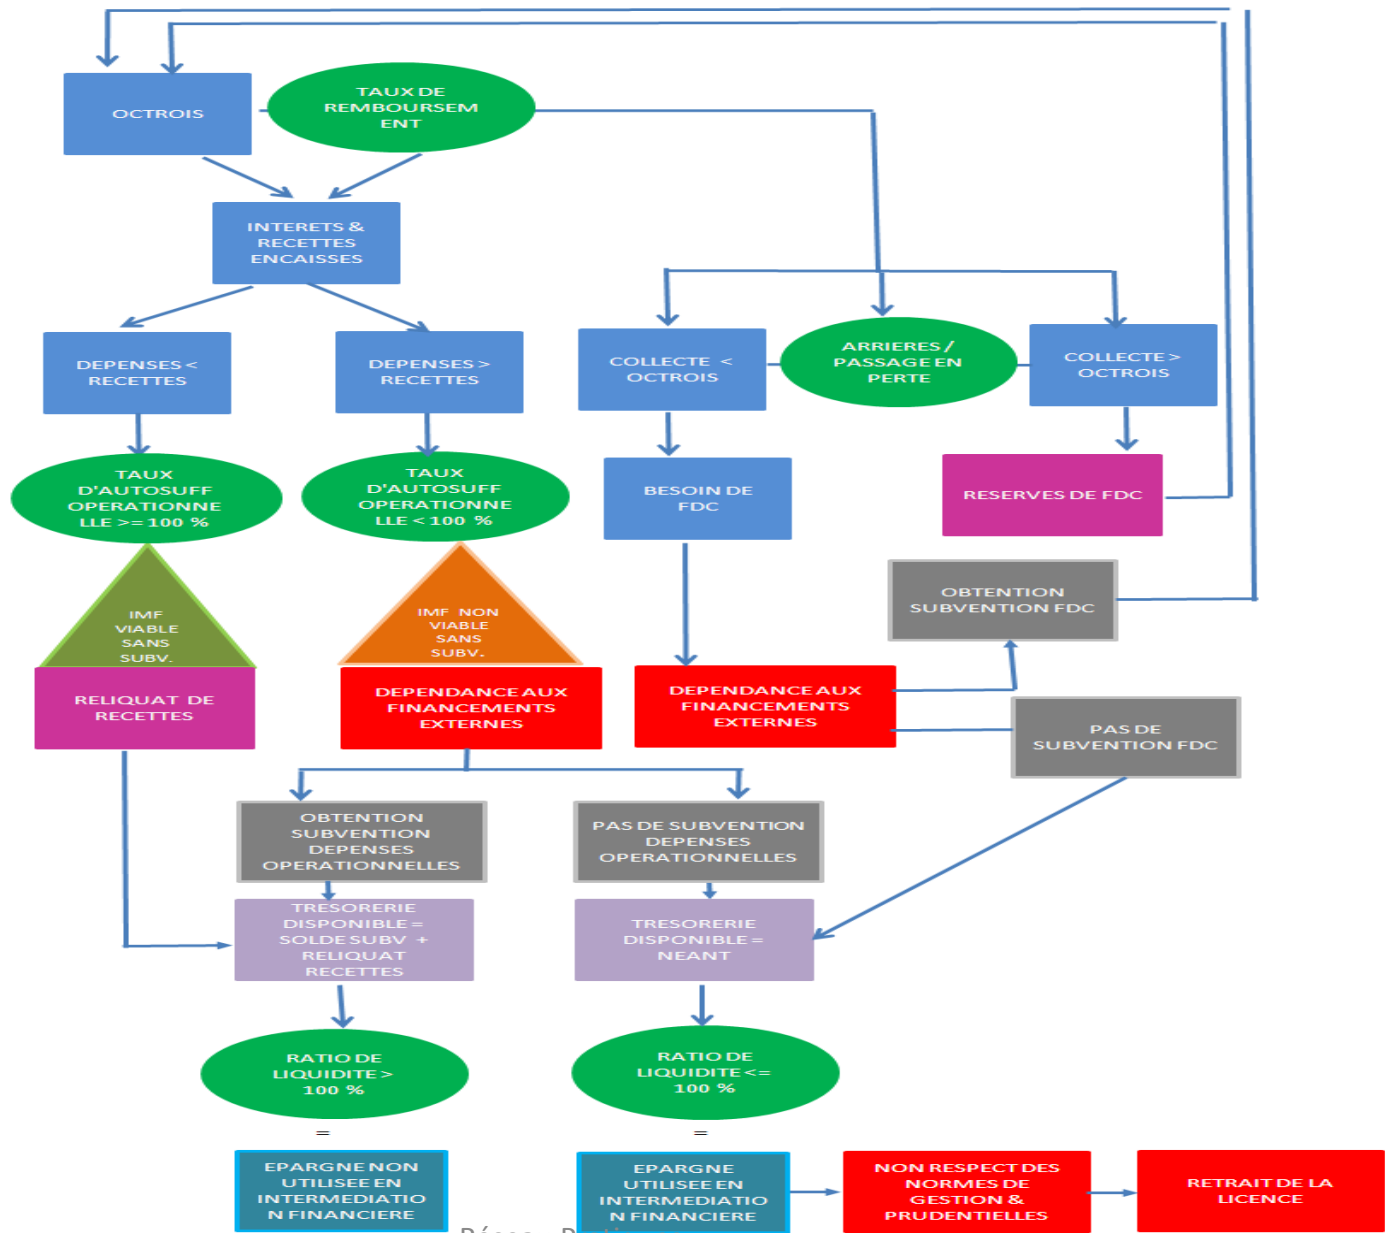 OCTROIS
TAUX DE
REMBOURSEM
ENT
INTERETS &
RECETTES
ENCAISSES
DEPENSES <
RECETTES
DEPENSES >
RECETTES
COLLECTE <
OCTROIS
ARRIERES /
PASSAGE EN
PERTE
COLLECTE >
OCTROIS
TAUX
D'AUTOSUFF
OPERATIONNE
LLE >= 100 %
TAUX
D'AUTOSUFF
OPERATIONNE
LLE < 100 %
BESOIN DE
FDC
RESERVES DE FDC
IMF
VIABLE
SANS
SUBV.
IMF NON
VIABLE
SANS
SUBV.
OBTENTION
SUBVENTION FDC
RELIQUAT DE
RECETTES
DEPENDANCE AUX
FINANCEMENTS
EXTERNES
DEPENDANCE AUX
FINANCEMENTS
EXTERNES
PAS DE
SUBVENTION FDC
OBTENTION
SUBVENTION
DEPENSES
OPERATIONNELLES
PAS DE SUBVENTION
DEPENSES
OPERATIONNELLES
TRESORERIE
DISPONIBLE =
SOLDE SUBV +
RELIQUAT
RECETTES
TRESORERIE
DISPONIBLE =
NEANT
RATIO DE
LIQUIDITE >
100 %
RATIO DE
LIQUIDITE <=
100 %
=
=
EPARGNE NON
UTILISEE EN
INTERMEDIATIO
N FINANCIERE
EPARGNE
UTILISEE EN
INTERMEDIATIO
N FINANCIERE
NON RESPECT DES
NORMES DE
GESTION &
PRUDENTIELLES
RETRAIT DE LA
LICENCE